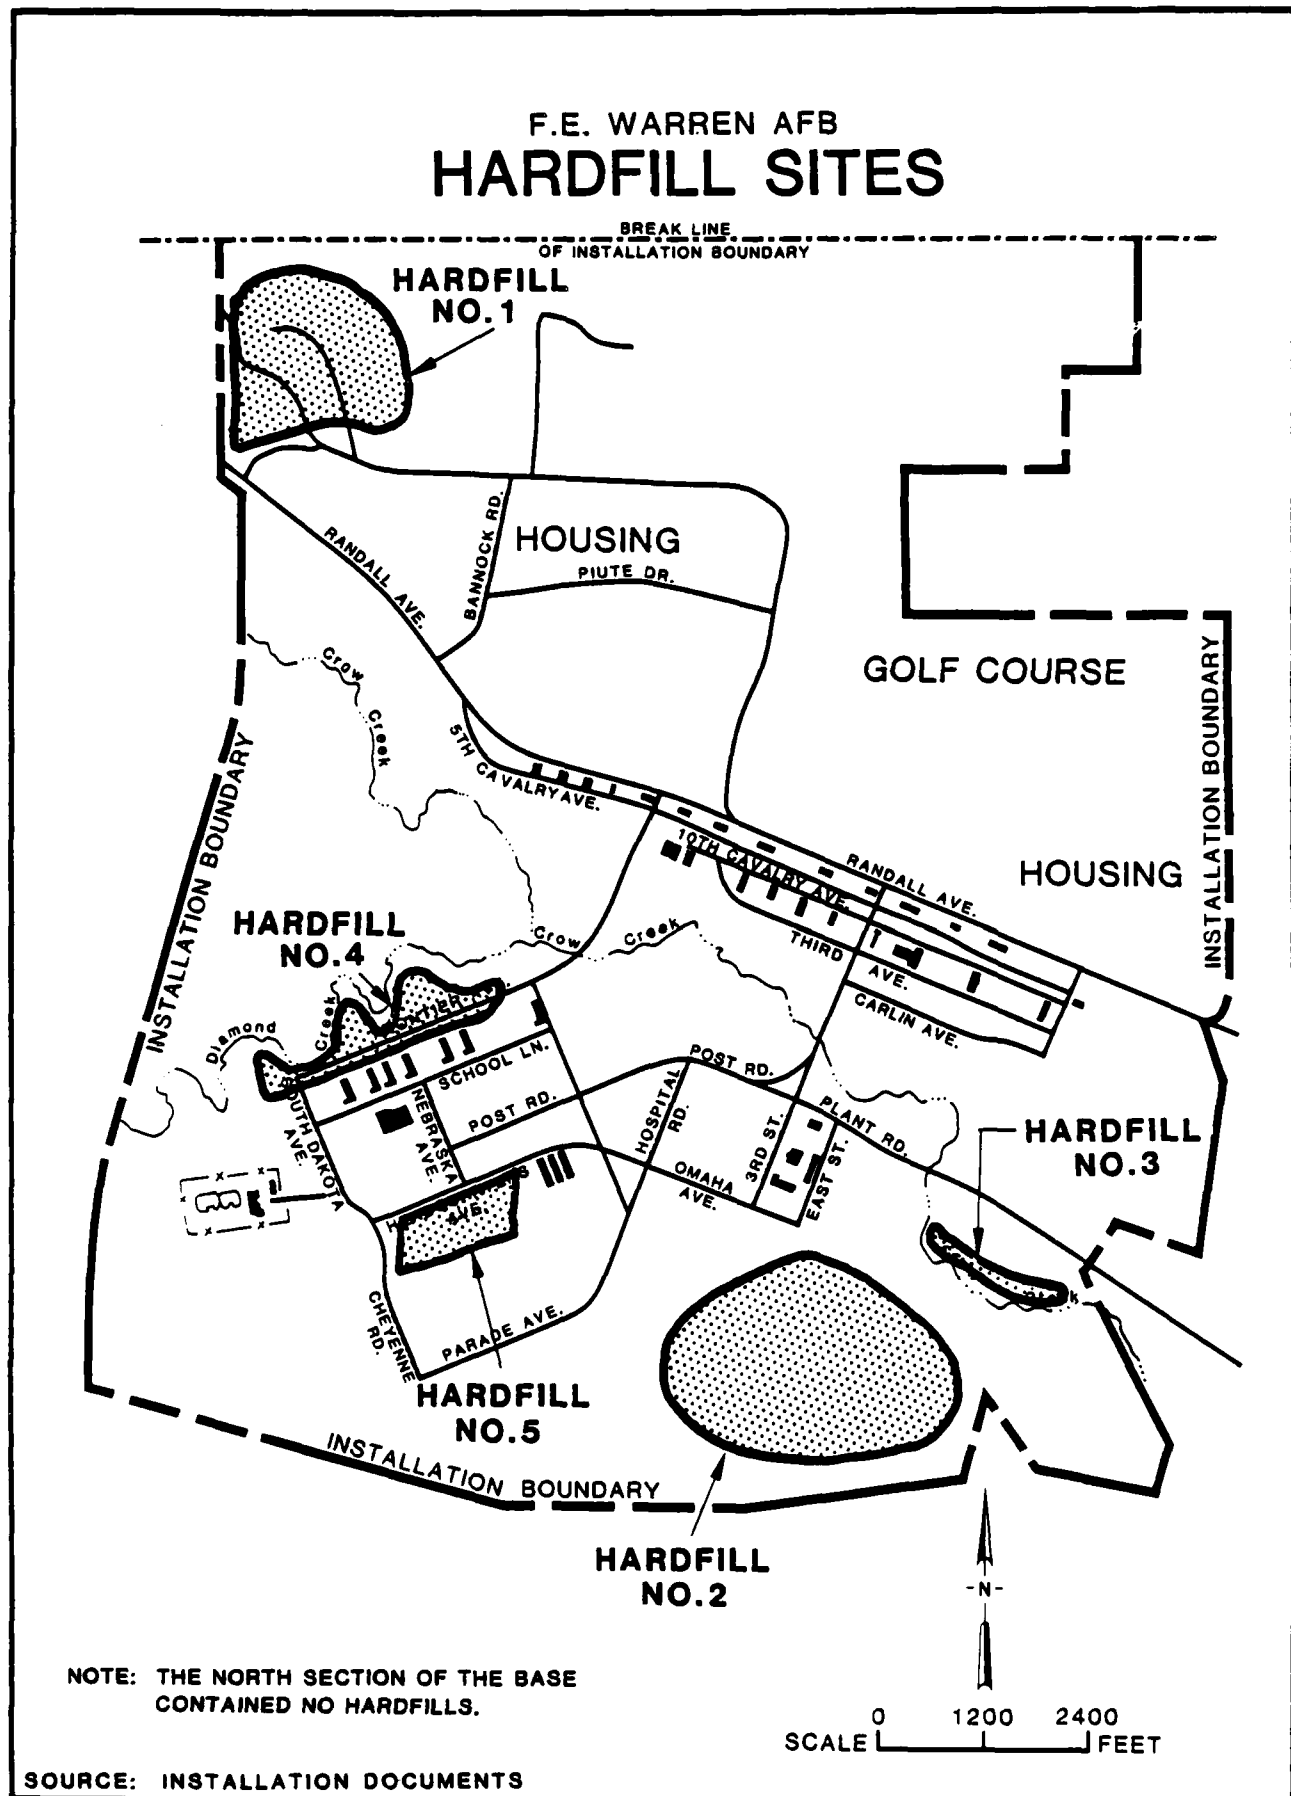 F.E. WARREN AFB
HARDFILL SITES
BREAK LINE
OF INSTALLATION BOUNDARY
HARDFILL
NO.1
RANDALL AVE.
BANNOCK RD.
HOUSING
PIUTE DR.
GOLF COURSE
INSTALLATION BOUNDARY
Crow
Creek
5TH CAVALRY AVE.
INSTALLATION BOUNDARY
10TH CAVALRY AVE.
RANDALL AVE.
HOUSING
HARDFILL
NO.4
Crow
Creek
THIRD
AVE.
CARLIN AVE.
Diamond
Creek
SCHOOL LN.
POST RD.
SOUTH DAKOTA
AVE.
NEBRASKA
AVE.
POST RD.
HOSPITAL
RD.
PLANT RD.
3RD ST.
EAST ST.
OMAHA
AVE.
HARDFILL
NO.3
AVE.
CHEYENNE
RD.
PARADE AVE.
HARDFILL
NO.5
INSTALLATION BOUNDARY
HARDFILL
NO.2
-N-
NOTE: THE NORTH SECTION OF THE BASE
CONTAINED NO HARDFILLS.
0 1200 2400
SCALE FEET
SOURCE: INSTALLATION DOCUMENTS